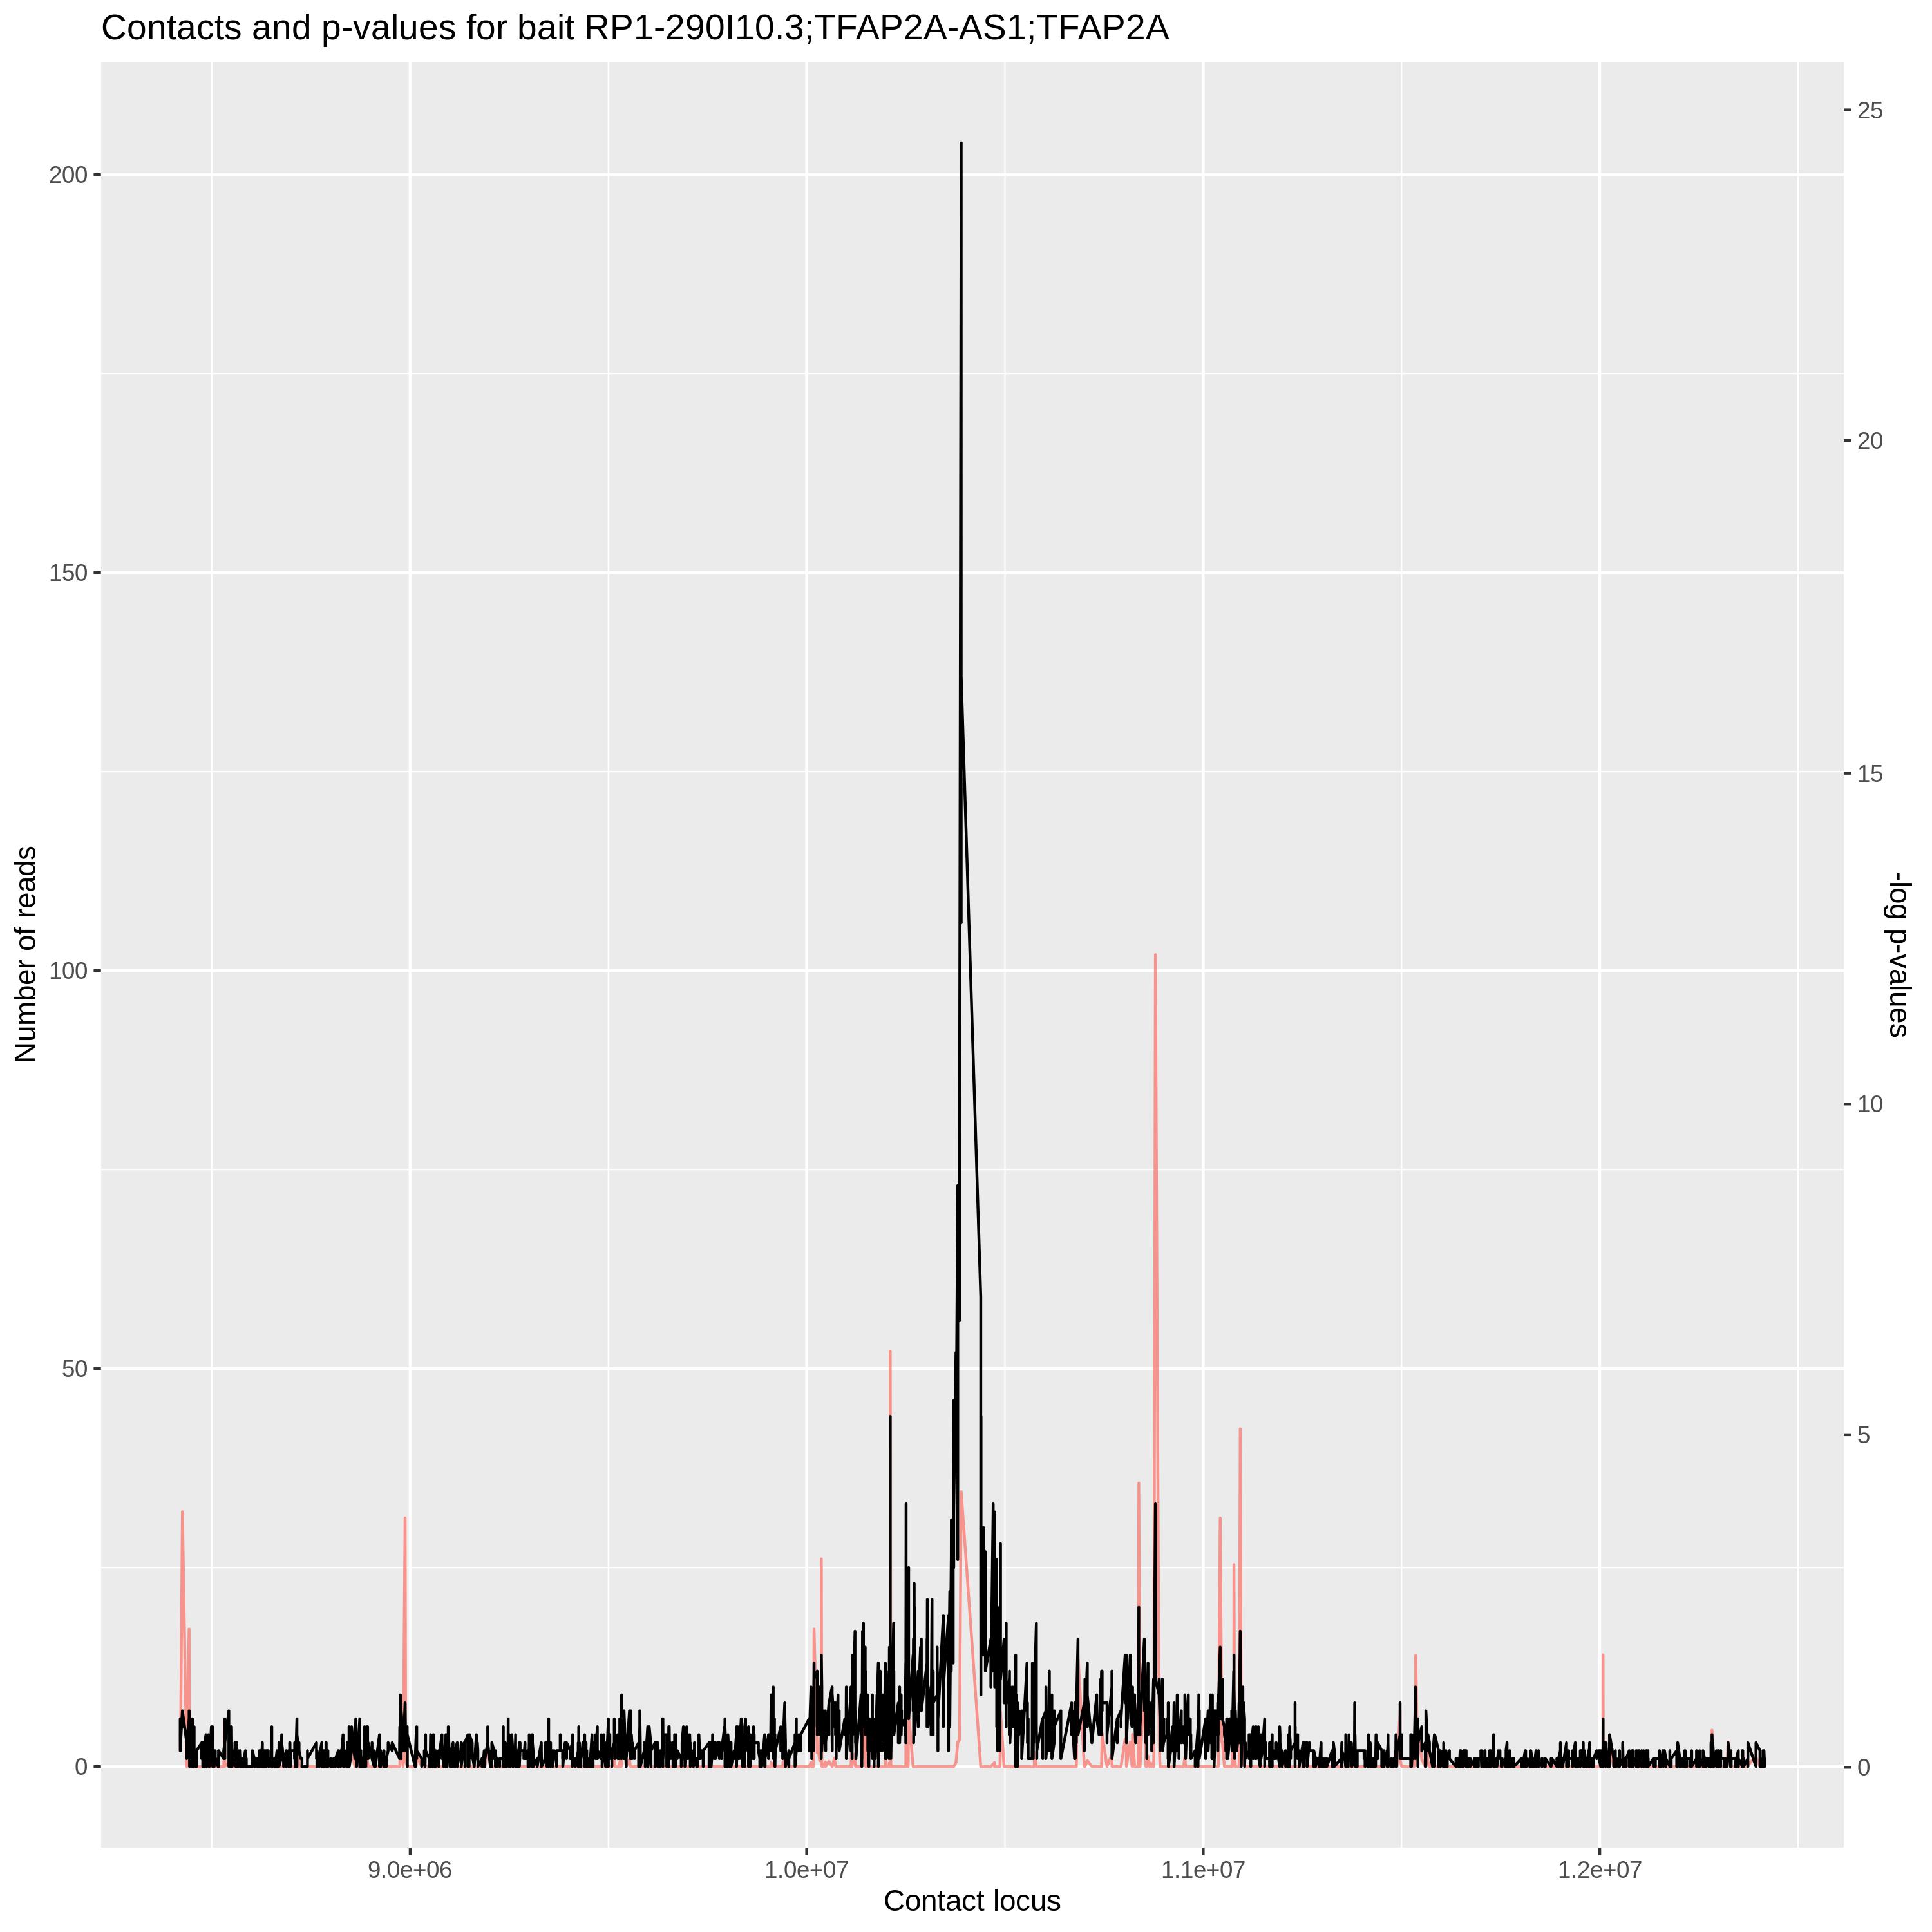 Contacts and p-values for bait RP1-290I10.3;TFAP2A-AS1;TFAP2A
200
150
100
50
0
Number of reads
25
20
15
10
5
0
-log p-values
9.0e+06
1.0e+07
1.1e+07
1.2e+07
Contact locus